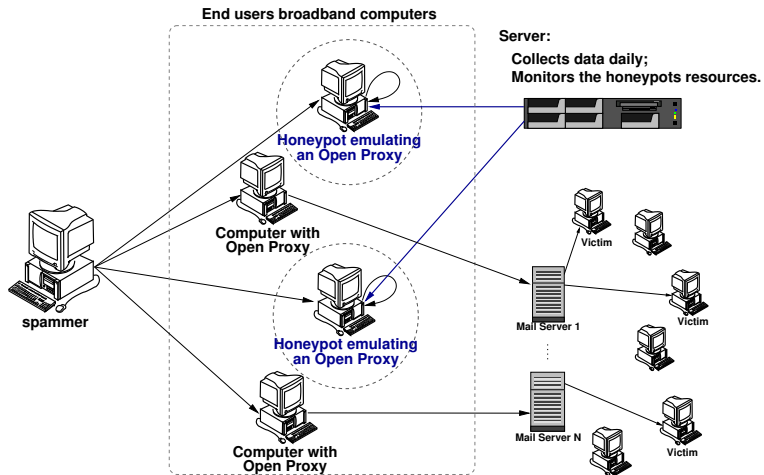 End users broadband computers
Server:
Collects data daily;
Monitors the honeypots resources.
Honeypot emulating
an Open Proxy
Computer with
Open Proxy
spammer
Honeypot emulating
an Open Proxy
Computer with
Open Proxy
Victim
Mail Server 1
Victim
Mail Server N
Victim